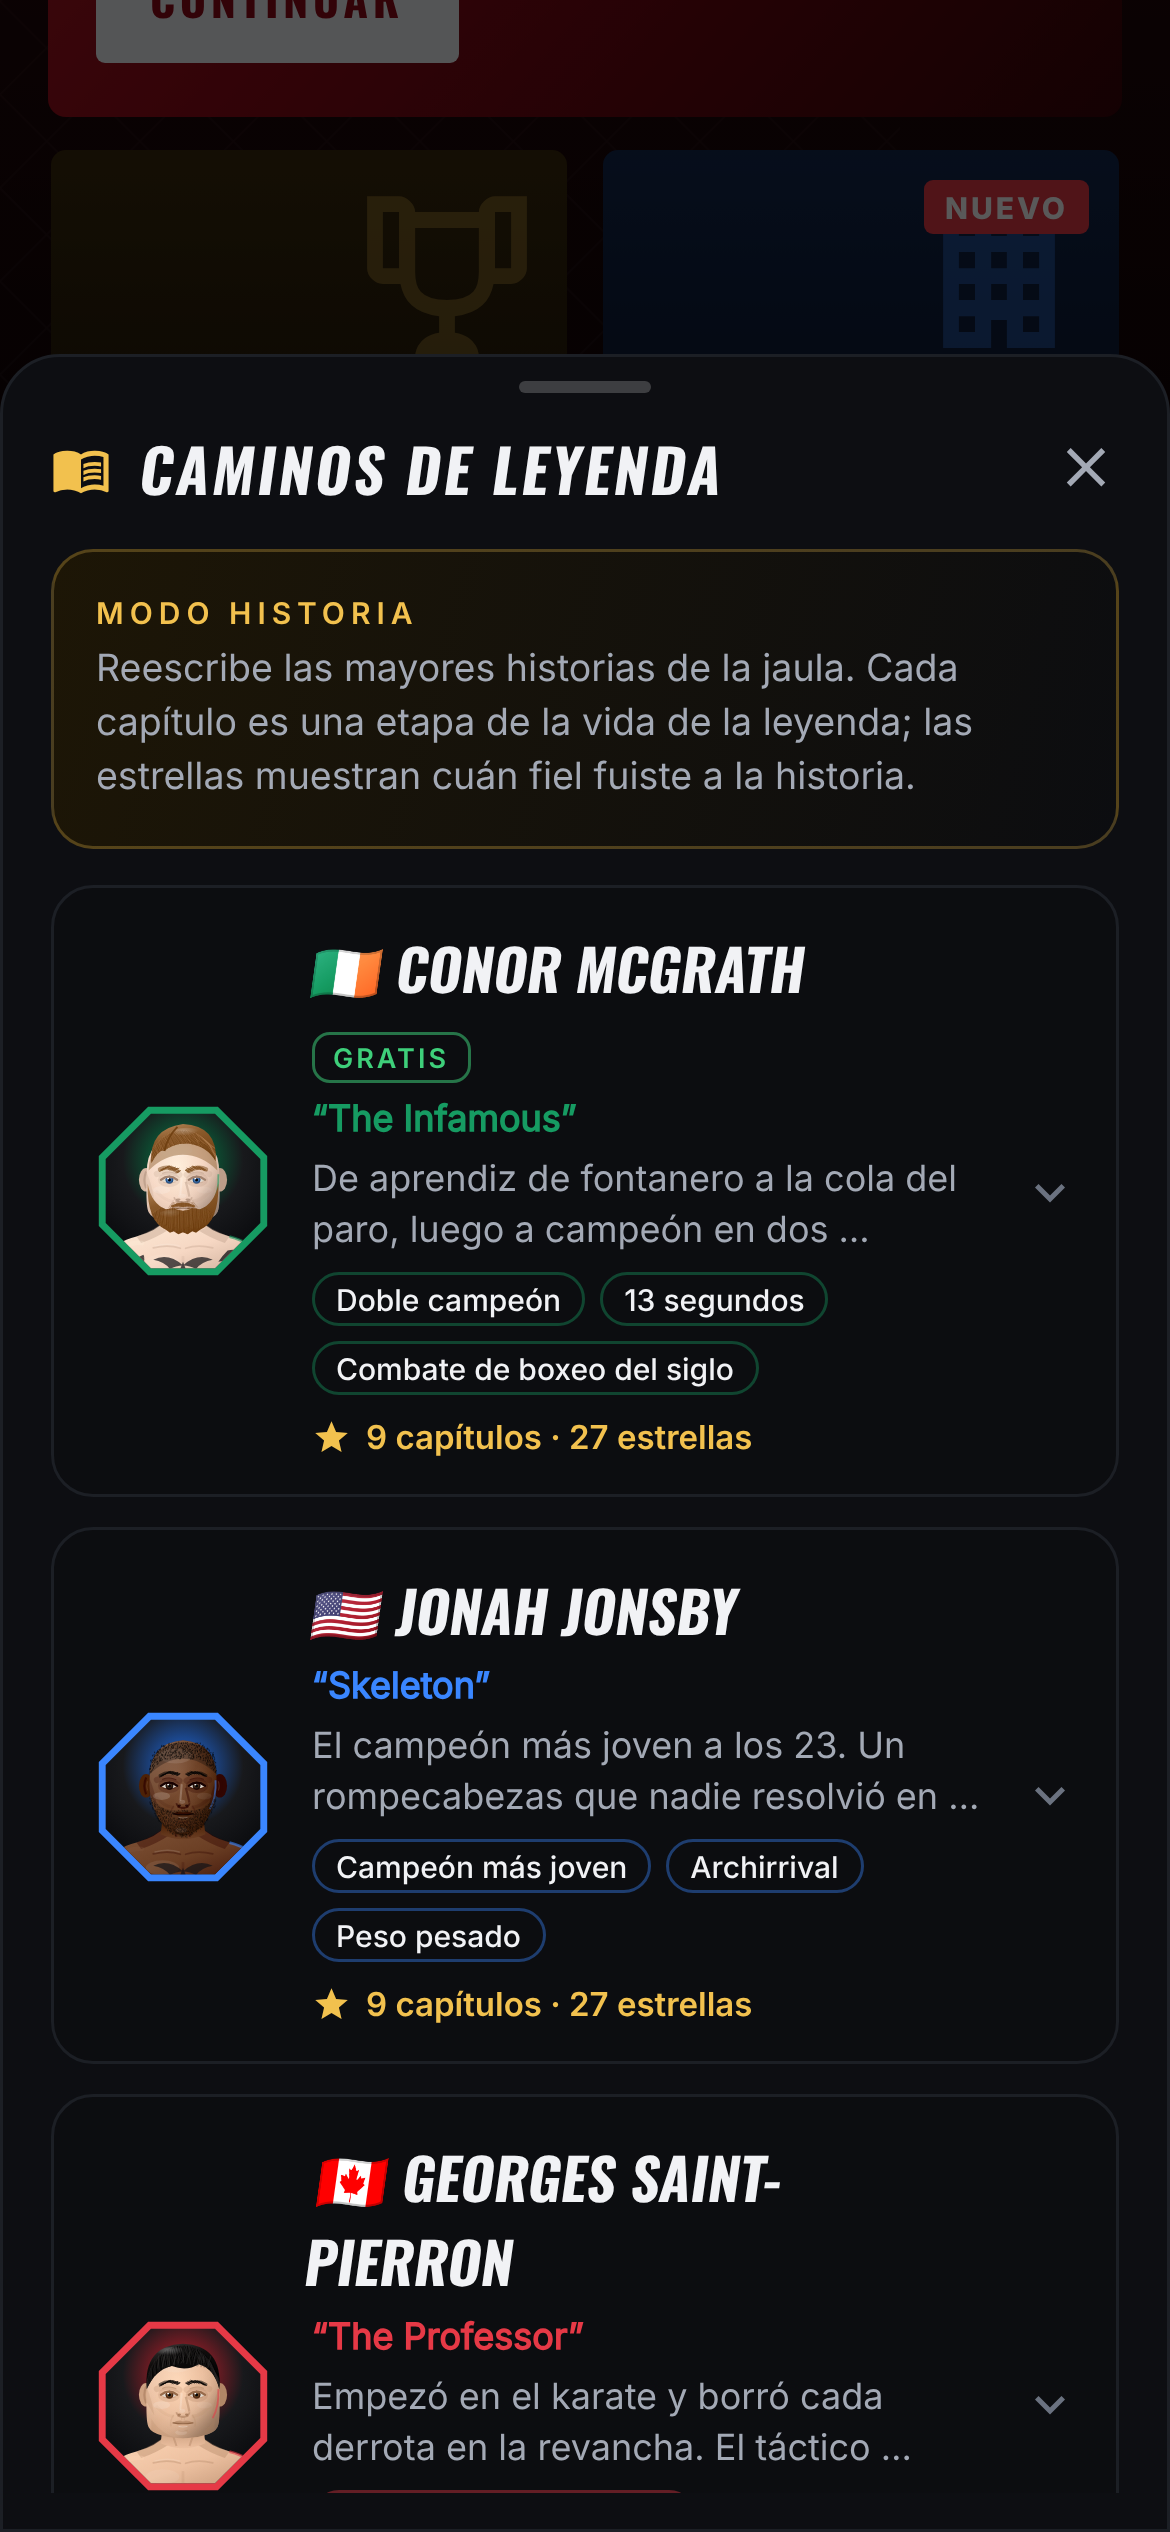 CONTINUAR
NUEVO
CAMINOS DE LEYENDA
MODO HISTORIA
Reescribe las mayores historias de la jaula. Cada
capítulo es una etapa de la vida de la leyenda; las
estrellas muestran cuán fiel fuiste a la historia.
CONOR MCGRATH
GRATIS
“The Infamous”
De aprendiz de fontanero a la cola del
paro, luego a campeón en dos ...
Doble campeón 13 segundos
Combate de boxeo del siglo
9 capítulos · 27 estrellas
JONAH JONSBY
“Skeleton”
El campeón más joven a los 23. Un
rompecabezas que nadie resolvió en ...
Campeón más joven Archirrival
Peso pesado
9 capítulos · 27 estrellas
GEORGES SAINT-
PIERRON
“The Professor”
Empezó en el karate y borró cada
derrota en la revancha. El táctico ...